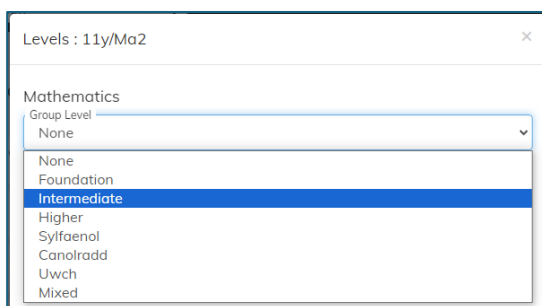 Levels : 11y/Ma2 ×
Mathematics
Group Level
None
None
Foundation
Intermediate
Higher
Sylfaenol
Canolradd
Uwch
Mixed